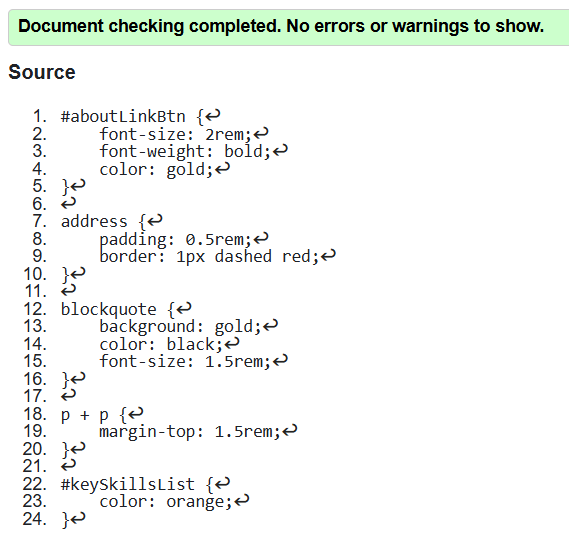 Document checking completed. No errors or warnings to show.
Source
1. #aboutLinkBtn {↩
2.     font-size: 2rem;↩
3.     font-weight: bold;↩
4.     color: gold;↩
5. }↩
6. ↩
7. address {↩
8.     padding: 0.5rem;↩
9.     border: 1px dashed red;↩
10. }↩
11. ↩
12. blockquote {↩
13.     background: gold;↩
14.     color: black;↩
15.     font-size: 1.5rem;↩
16. }↩
17. ↩
18. p + p {↩
19.     margin-top: 1.5rem;↩
20. }↩
21. ↩
22. #keySkillsList {↩
23.     color: orange;↩
24. }↩